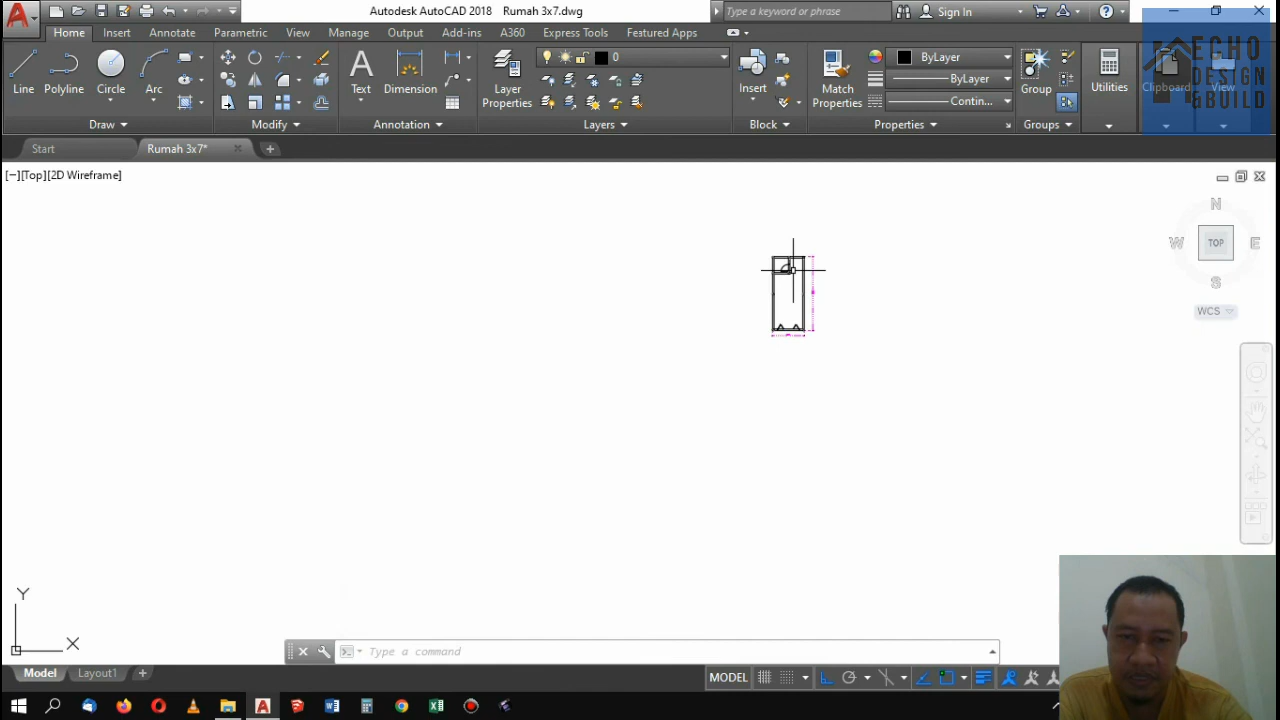 Autodesk AutoCAD 2018 Rumah 3x7.dwg
Type a keyword or phrase
Sign In
Home Insert Annotate Parametric View Manage Output Add-ins A360 Express Tools Featured Apps
Line Polyline Circle Arc
Text Dimension
Layer Properties
0
Insert
Match Properties
ByLayer
ByLayer
Contin...
Group
Utilities
Clipboard
View
ECHO
DESIGN
&BUILD
Draw Modify Annotation Layers Block Properties Groups
Start Rumah 3x7*
[−][Top][2D Wireframe]
N
W TOP E
S
WCS
Y
X
Type a command
Model Layout1
MODEL